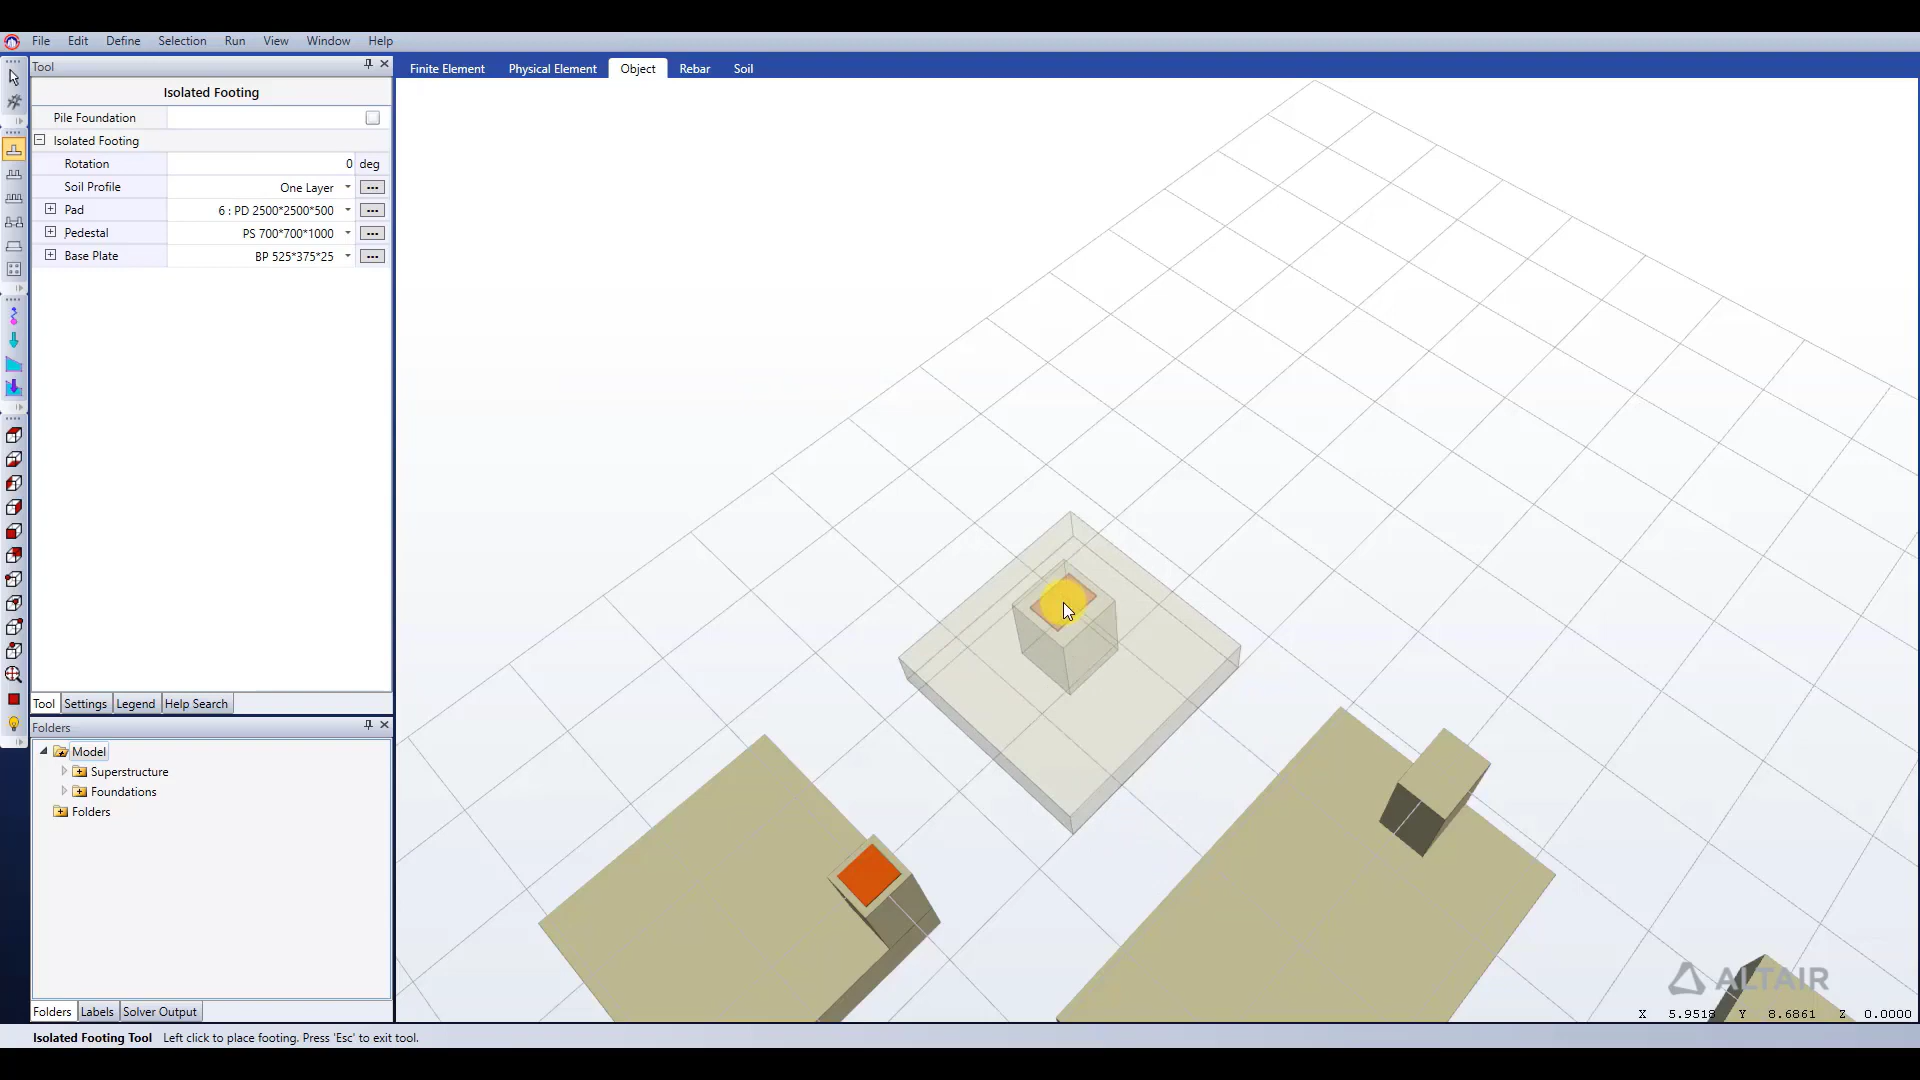 File Edit Define Selection Run View Window Help
Tool
Finite Element Physical Element Object Rebar Soil
Isolated Footing
Pile Foundation
Isolated Footing
Rotation 0 deg
Soil Profile One Layer ...
Pad 6 : PD 2500*2500*500 ...
Pedestal PS 700*700*1000 ...
Base Plate BP 525*375*25 ...
Tool Settings Legend Help Search
Folders
Model
Superstructure
Foundations
Folders
ALTAIR
Folders Labels Solver Output
X 5.9518 Y 8.6861 Z 0.0000
Isolated Footing Tool Left click to place footing. Press 'Esc' to exit tool.